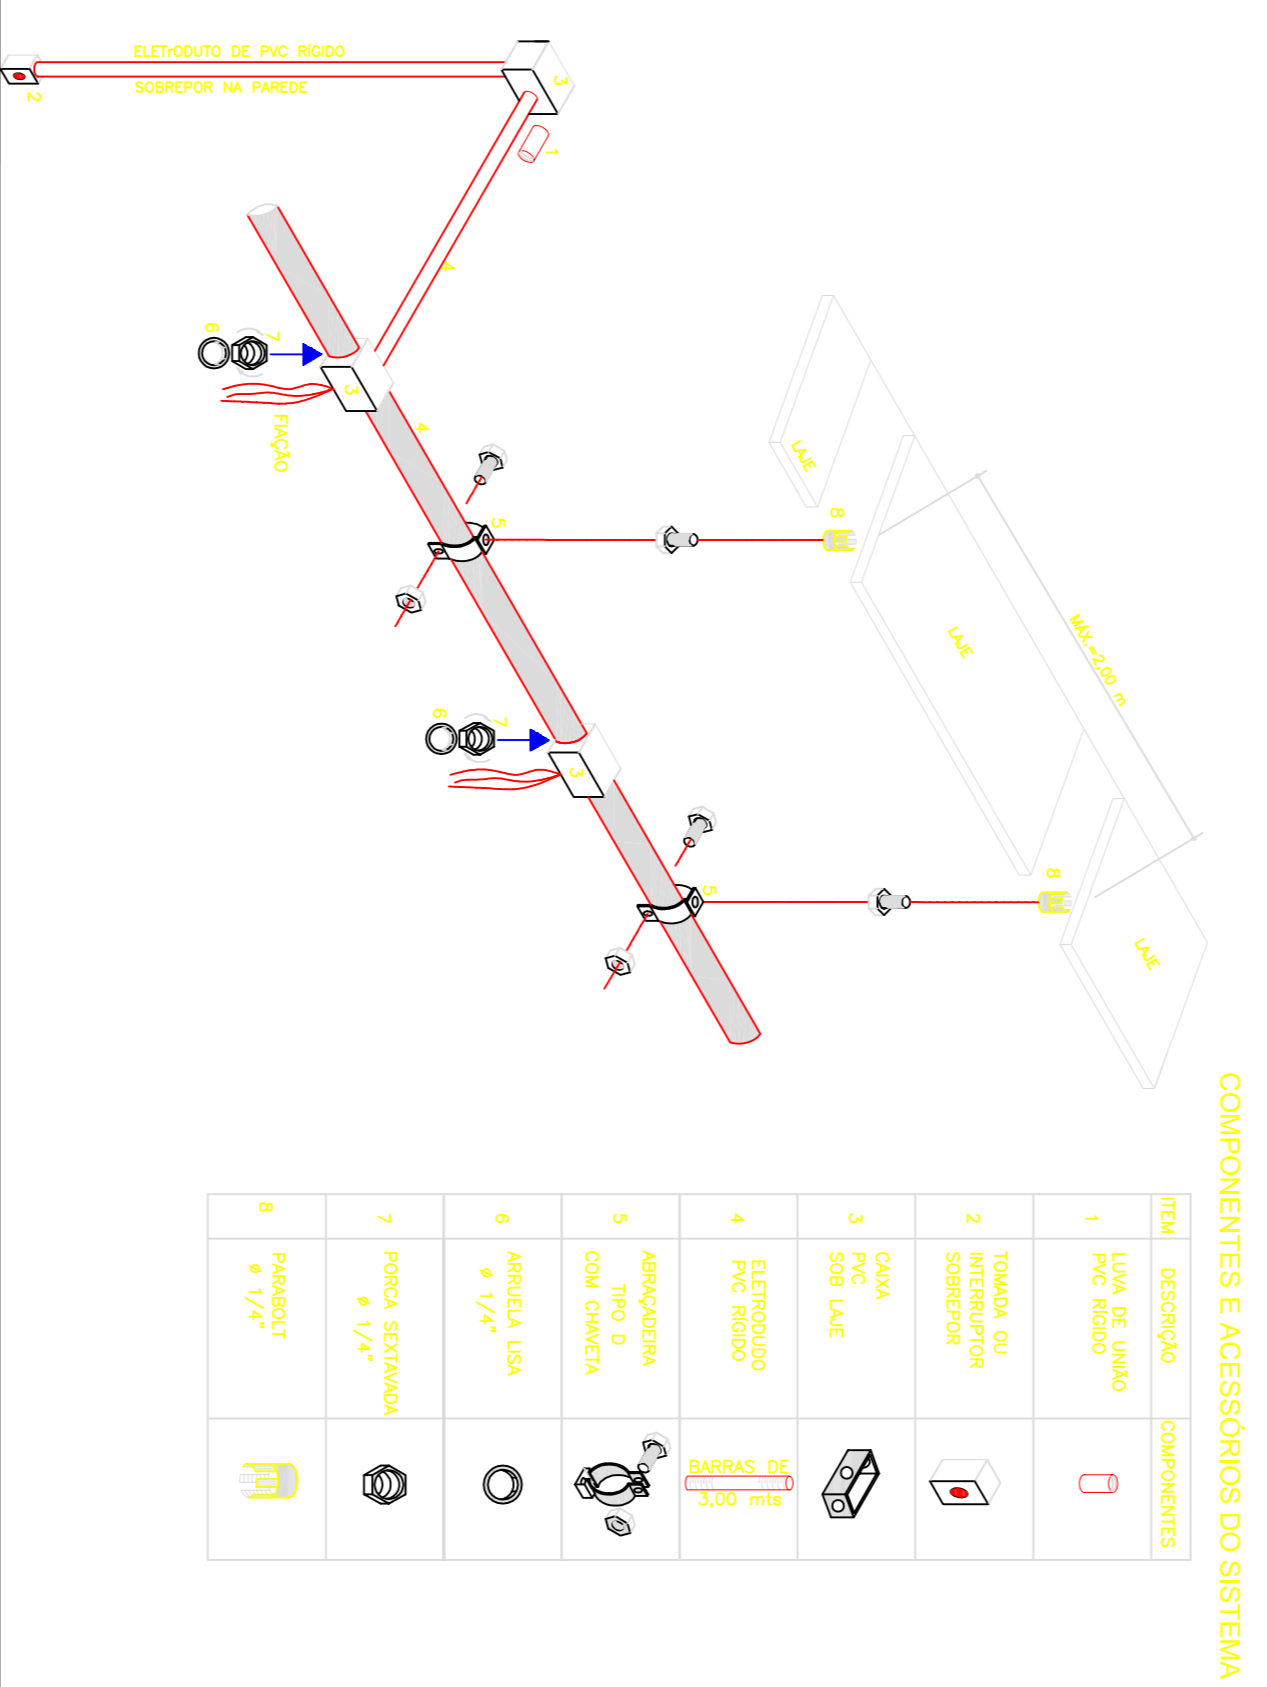 COMPONENTES E ACESSÓRIOS DO SISTEMA
ITEM DESCRIÇÃO COMPONENTES
1
LUVA DE UNIÃO
PVC RÍGIDO
2
TOMADA OU
INTERRUPTOR
SOBREPOR
3
CAIXA
PVC
SOB LAJE
4
ELETRODUDO
PVC RÍGIDO
BARRAS DE
3,00 mts
5
ABRAÇADEIRA
TIPO D
COM CHAVETA
6
ARRUELA LISA
ø 1/4"
7
PORCA SEXTAVADA
ø 1/4"
8
PARABOLT
ø 1/4"
ELETrODUTO DE PVC RÍGIDO
SOBREPOR NA PAREDE
2
3
1
4
6
7
3
FIAÇÃO
4
5
8
LAJE
LAJE
MÁX.=2,00 m
6
7
3
5
8
LAJE